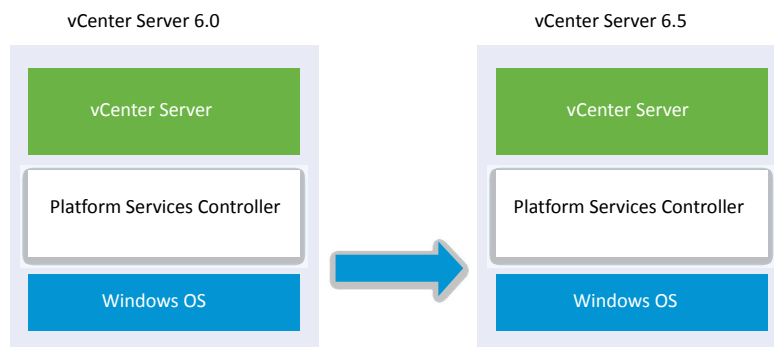 vCenter Server 6.0
vCenter Server
Platform Services Controller
Windows OS
vCenter Server 6.5
vCenter Server
Platform Services Controller
Windows OS